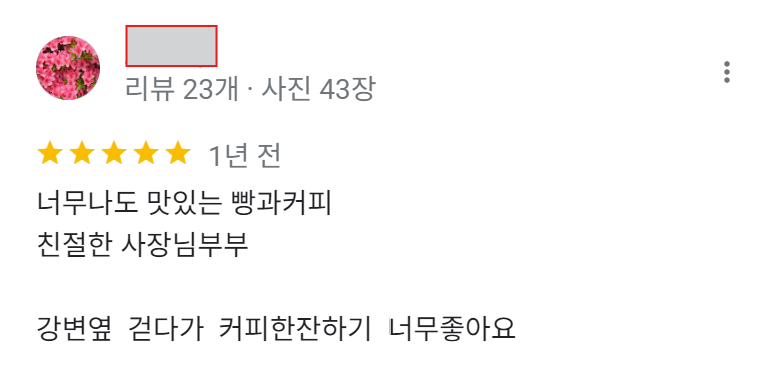 리뷰 23개 · 사진 43장
1년 전
너무나도 맛있는 빵과커피
친절한 사장님부부
강변옆 걷다가 커피한잔하기 너무좋아요